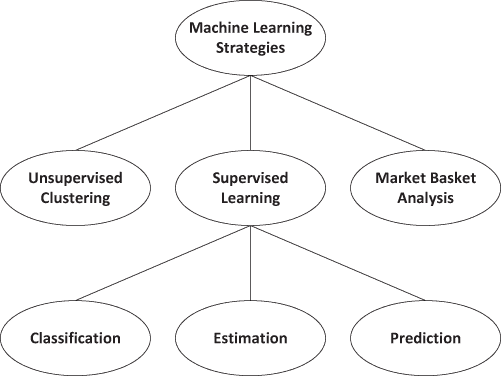 Machine Learning
Strategies
Unsupervised
Clustering
Supervised
Learning
Market Basket
Analysis
Classification
Estimation
Prediction